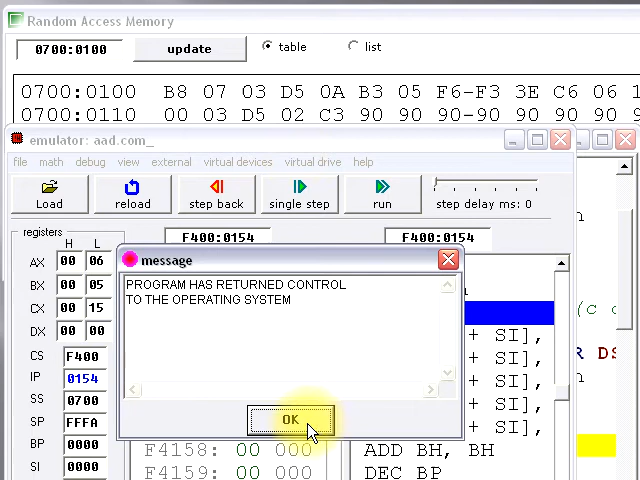 Random Access Memory
0700:0100 update table list
0700:0100 B8 07 03 D5 0A B3 05 F6-F3 3E C6 06 1
0700:0110 00 03 D5 02 C3 90 90 90-90 90 90 90 9
emulator: aad.com_
file math debug view external virtual devices virtual drive help
Load reload step back single step run step delay ms: 0
registers F400:0154 F400:0154
H L
AX 00 06
BX 00 05
CX 00 15
DX 00 00
CS F400
IP 0154
SS 0700
SP FFFA
BP 0000
SI 0000
message
PROGRAM HAS RETURNED CONTROL
TO THE OPERATING SYSTEM
OK
+ SI],
+ SI],
+ SI],
+ SI],
+ SI],
F4158: 00 000 ADD BH, BH
F4159: 00 000 DEC BP
n
(c c
R DS
n